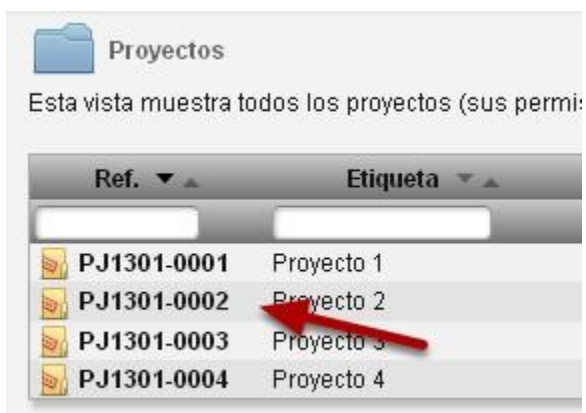 Proyectos
Esta vista muestra todos los proyectos (sus permis
Ref. Etiqueta
PJ1301-0001 Proyecto 1
PJ1301-0002 Proyecto 2
PJ1301-0003 Proyecto 3
PJ1301-0004 Proyecto 4